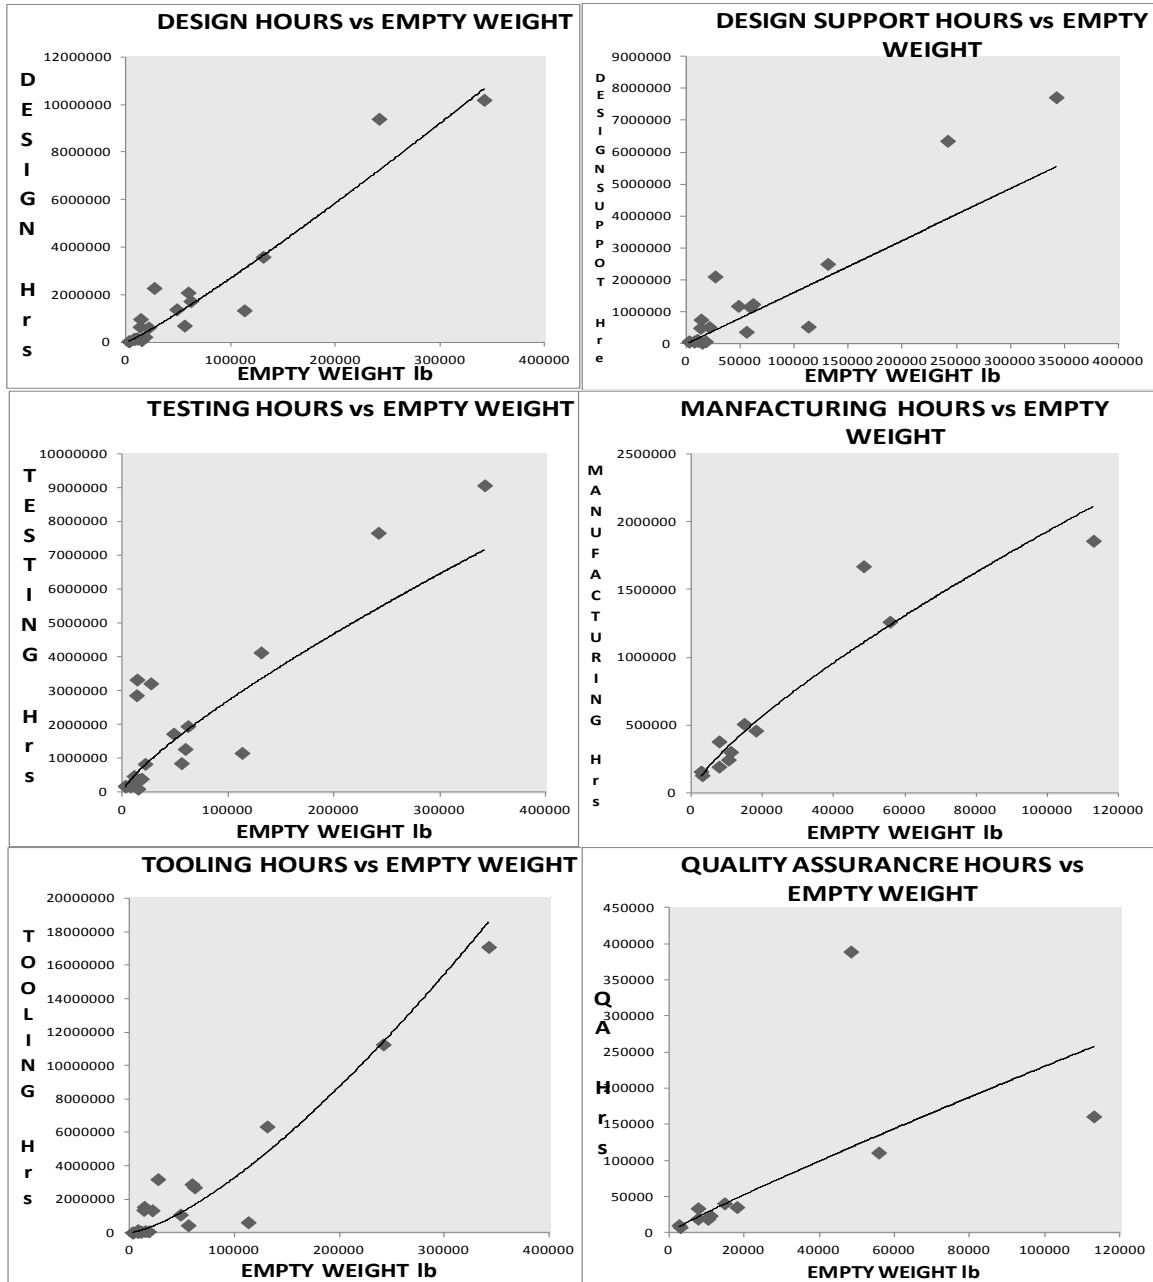 DESIGN HOURS vs EMPTY WEIGHT
12000000
10000000
8000000
6000000
4000000
2000000
0
DESIGN Hrs
0 100000 200000 300000 400000
EMPTY WEIGHT lb
DESIGN SUPPORT HOURS vs EMPTY
WEIGHT
9000000
8000000
7000000
6000000
5000000
4000000
3000000
2000000
1000000
0
DESIGNSUPPOT Hre
0 50000 100000 150000 200000 250000 300000 350000 400000
EMPTY WEIGHT lb
TESTING HOURS vs EMPTY WEIGHT
10000000
9000000
8000000
7000000
6000000
5000000
4000000
3000000
2000000
1000000
0
TESTING Hrs
0 100000 200000 300000 400000
EMPTY WEIGHT lb
MANFACTURING HOURS vs EMPTY
WEIGHT
2500000
2000000
1500000
1000000
500000
0
MANUFACTURING Hrs
0 20000 40000 60000 80000 100000 120000
EMPTY WEIGHT lb
TOOLING HOURS vs EMPTY WEIGHT
20000000
18000000
16000000
14000000
12000000
10000000
8000000
6000000
4000000
2000000
0
TOOLING Hrs
0 100000 200000 300000 400000
EMPTY WEIGHT lb
QUALITY ASSURANCRE HOURS vs
EMPTY WEIGHT
450000
400000
350000
300000
250000
200000
150000
100000
50000
0
QA Hrs
0 20000 40000 60000 80000 100000 120000
EMPTY WEIGHT lb